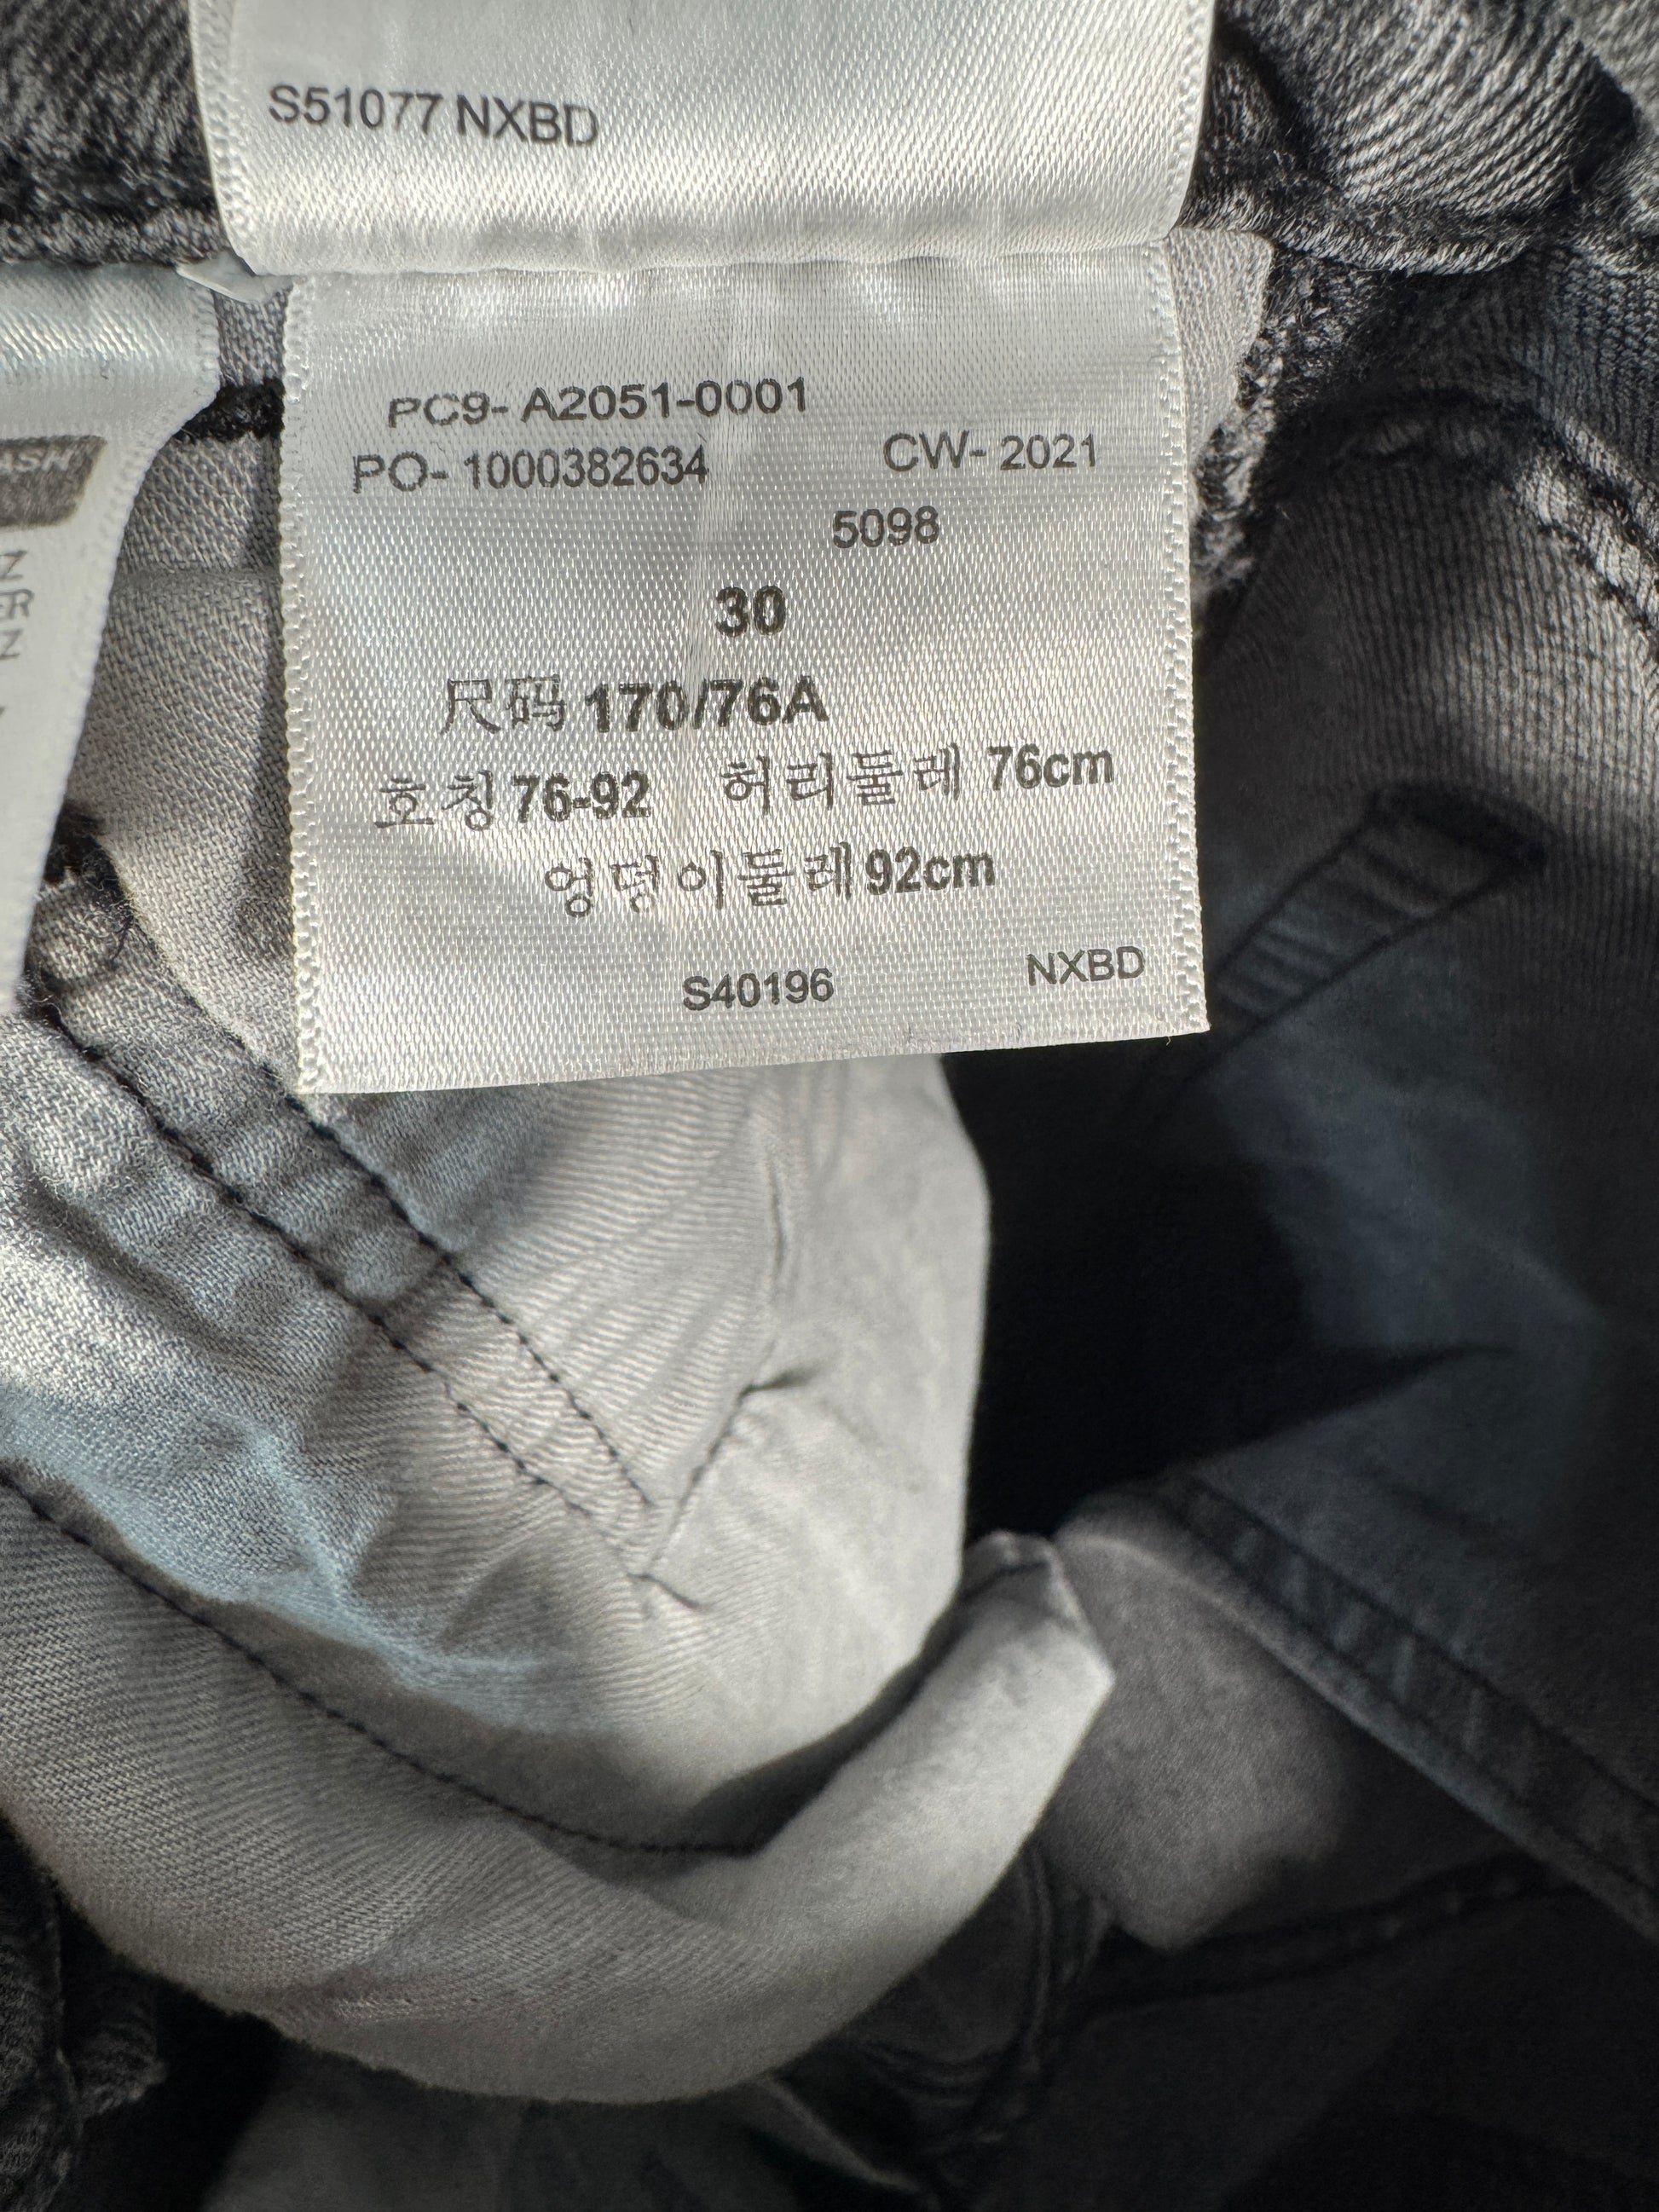 S51077 NXBD
PC9- A2051-0001
PO- 1000382634 CW- 2021
5098
30
尺码 170/76A
호칭 76-92 허리둘레 76cm
엉덩이둘레 92cm
S40196 NXBD